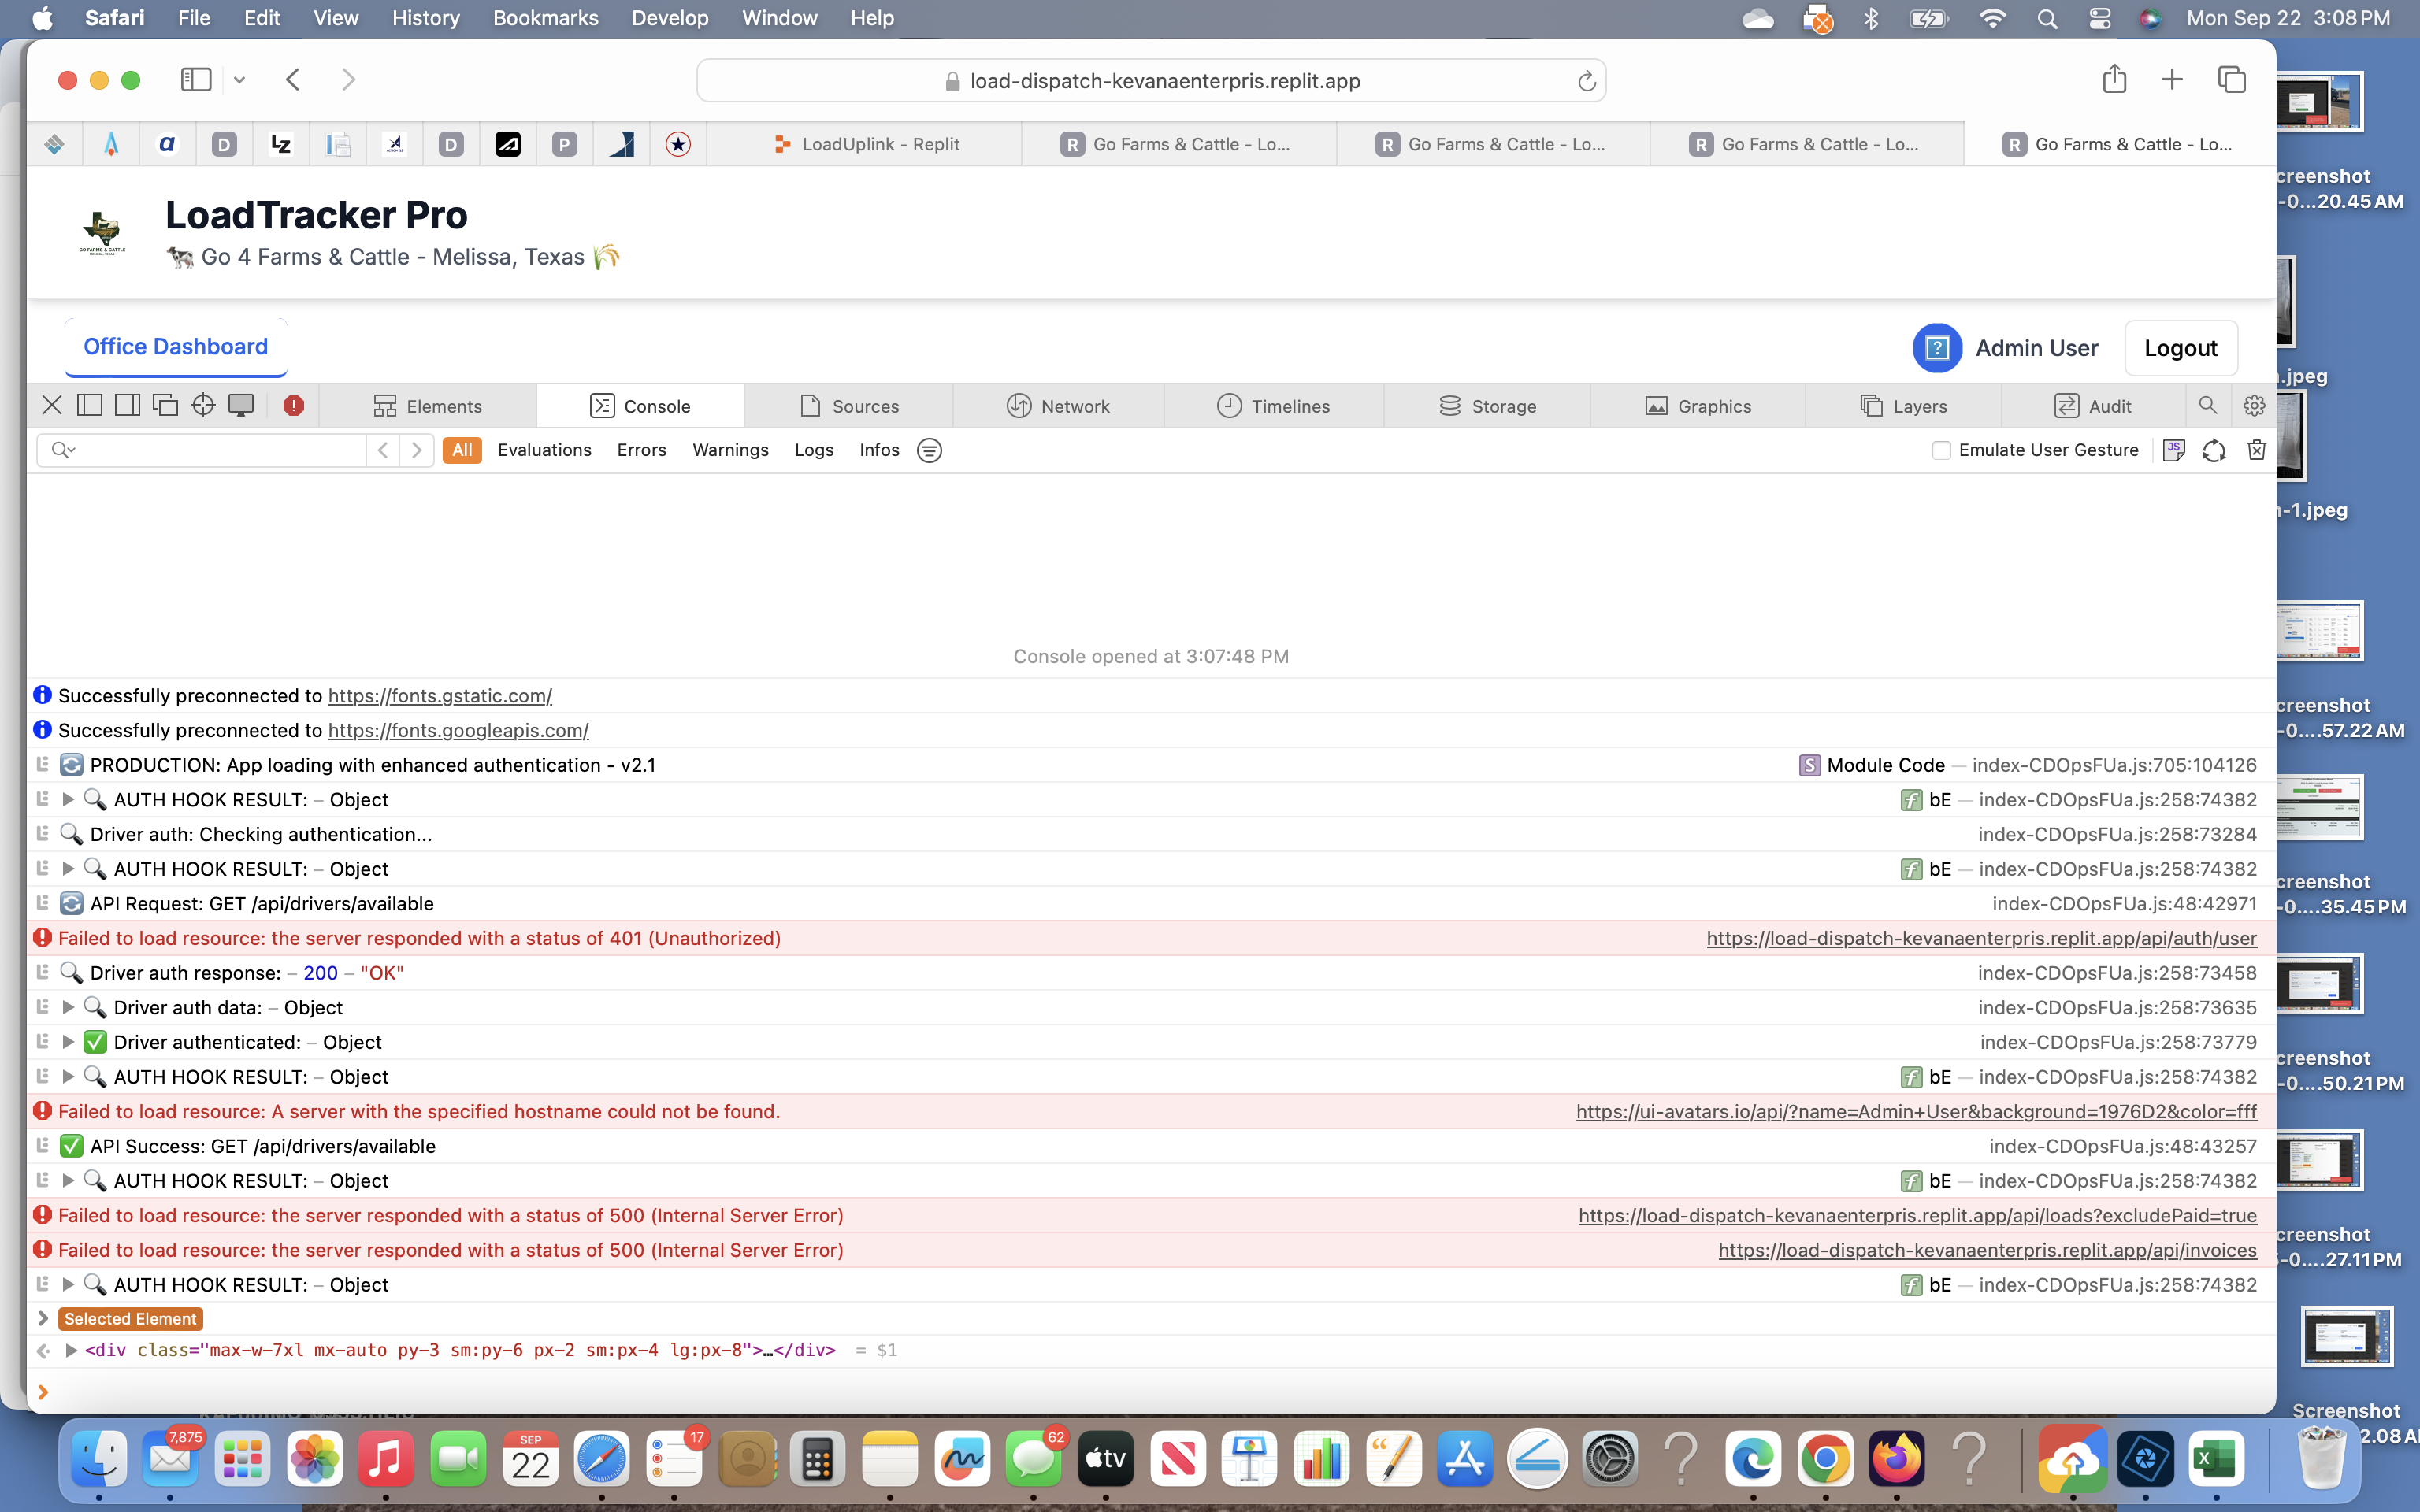 Safari File Edit View History Bookmarks Develop Window Help Mon Sep 22 3:08 PM
load-dispatch-kevanaenterpris.replit.app
a D LZ D P LoadUplink - Replit R Go Farms & Cattle - Lo... R Go Farms & Cattle - Lo... R Go Farms & Cattle - Lo... R Go Farms & Cattle - Lo...
LoadTracker Pro
GO FARMS & CATTLE
MELISSA, TEXAS
🐄 Go 4 Farms & Cattle - Melissa, Texas 🌾
Office Dashboard
? Admin User Logout
Elements Console Sources Network Timelines Storage Graphics Layers Audit
All Evaluations Errors Warnings Logs Infos Emulate User Gesture JS
Console opened at 3:07:48 PM
Successfully preconnected to https://fonts.gstatic.com/
Successfully preconnected to https://fonts.googleapis.com/
🔄 PRODUCTION: App loading with enhanced authentication - v2.1 S Module Code — index-CDOpsFUa.js:705:104126
🔍 AUTH HOOK RESULT: – Object f bE — index-CDOpsFUa.js:258:74382
🔍 Driver auth: Checking authentication... index-CDOpsFUa.js:258:73284
🔍 AUTH HOOK RESULT: – Object f bE — index-CDOpsFUa.js:258:74382
🔄 API Request: GET /api/drivers/available index-CDOpsFUa.js:48:42971
Failed to load resource: the server responded with a status of 401 (Unauthorized) https://load-dispatch-kevanaenterpris.replit.app/api/auth/user
🔍 Driver auth response: – 200 – "OK" index-CDOpsFUa.js:258:73458
🔍 Driver auth data: – Object index-CDOpsFUa.js:258:73635
✅ Driver authenticated: – Object index-CDOpsFUa.js:258:73779
🔍 AUTH HOOK RESULT: – Object f bE — index-CDOpsFUa.js:258:74382
Failed to load resource: A server with the specified hostname could not be found. https://ui-avatars.io/api/?name=Admin+User&background=1976D2&color=fff
✅ API Success: GET /api/drivers/available index-CDOpsFUa.js:48:43257
🔍 AUTH HOOK RESULT: – Object f bE — index-CDOpsFUa.js:258:74382
Failed to load resource: the server responded with a status of 500 (Internal Server Error) https://load-dispatch-kevanaenterpris.replit.app/api/loads?excludePaid=true
Failed to load resource: the server responded with a status of 500 (Internal Server Error) https://load-dispatch-kevanaenterpris.replit.app/api/invoices
🔍 AUTH HOOK RESULT: – Object f bE — index-CDOpsFUa.js:258:74382
Selected Element
<div class="max-w-7xl mx-auto py-3 sm:py-6 px-2 sm:px-4 lg:px-8">…</div> = $1
creenshot
-0...20.45 AM
.jpeg
-1.jpeg
creenshot
-0....57.22 AM
creenshot
-0....35.45 PM
creenshot
-0....50.21 PM
creenshot
-0....27.11 PM
Screenshot
2.08 A
7,875 SEP 22 17 62 tv